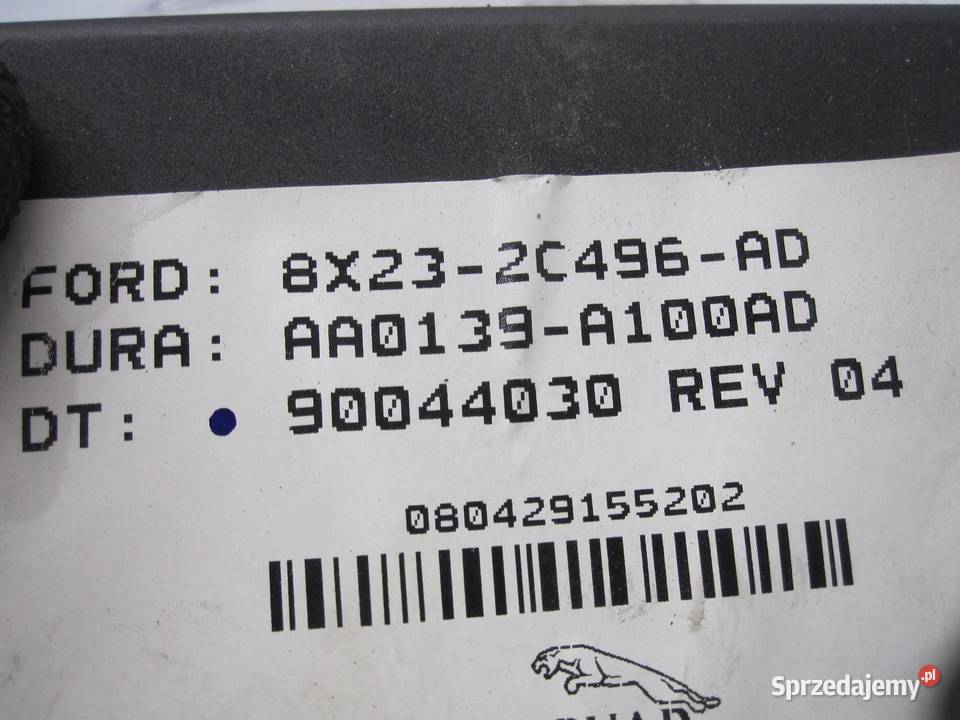 FORD: 8X23-2C496-AD
DURA: AA0139-A100AD
DT: 90044030 REV 04
080429155202
Sprzedajemy.pl